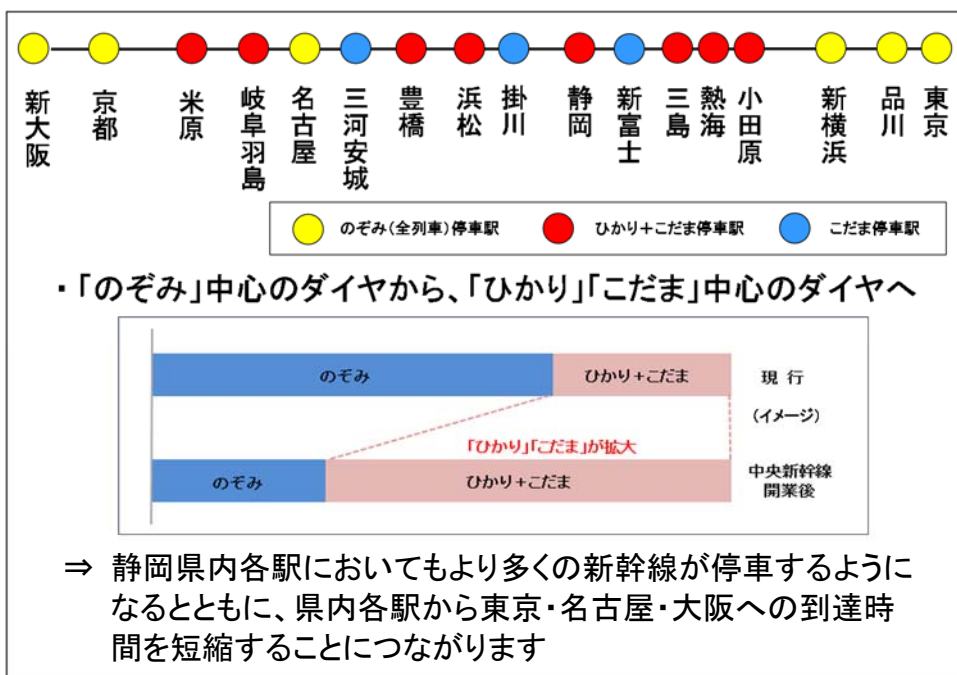 新大阪
京都
米原
岐阜羽島
名古屋
三河安城
豊橋
浜松
掛川
静岡
新富士
三島
熱海
小田原
新横浜
品川
東京
のぞみ(全列車)停車駅
ひかり+こだま停車駅
こだま停車駅
・「のぞみ」中心のダイヤから、「ひかり」「こだま」中心のダイヤへ
のぞみ
ひかり+こだま
現 行
(イメージ)
「ひかり」「こだま」が拡大
のぞみ
ひかり+こだま
中央新幹線
開業後
⇒ 静岡県内各駅においてもより多くの新幹線が停車するように
なるとともに、県内各駅から東京・名古屋・大阪への到達時
間を短縮することにつながります